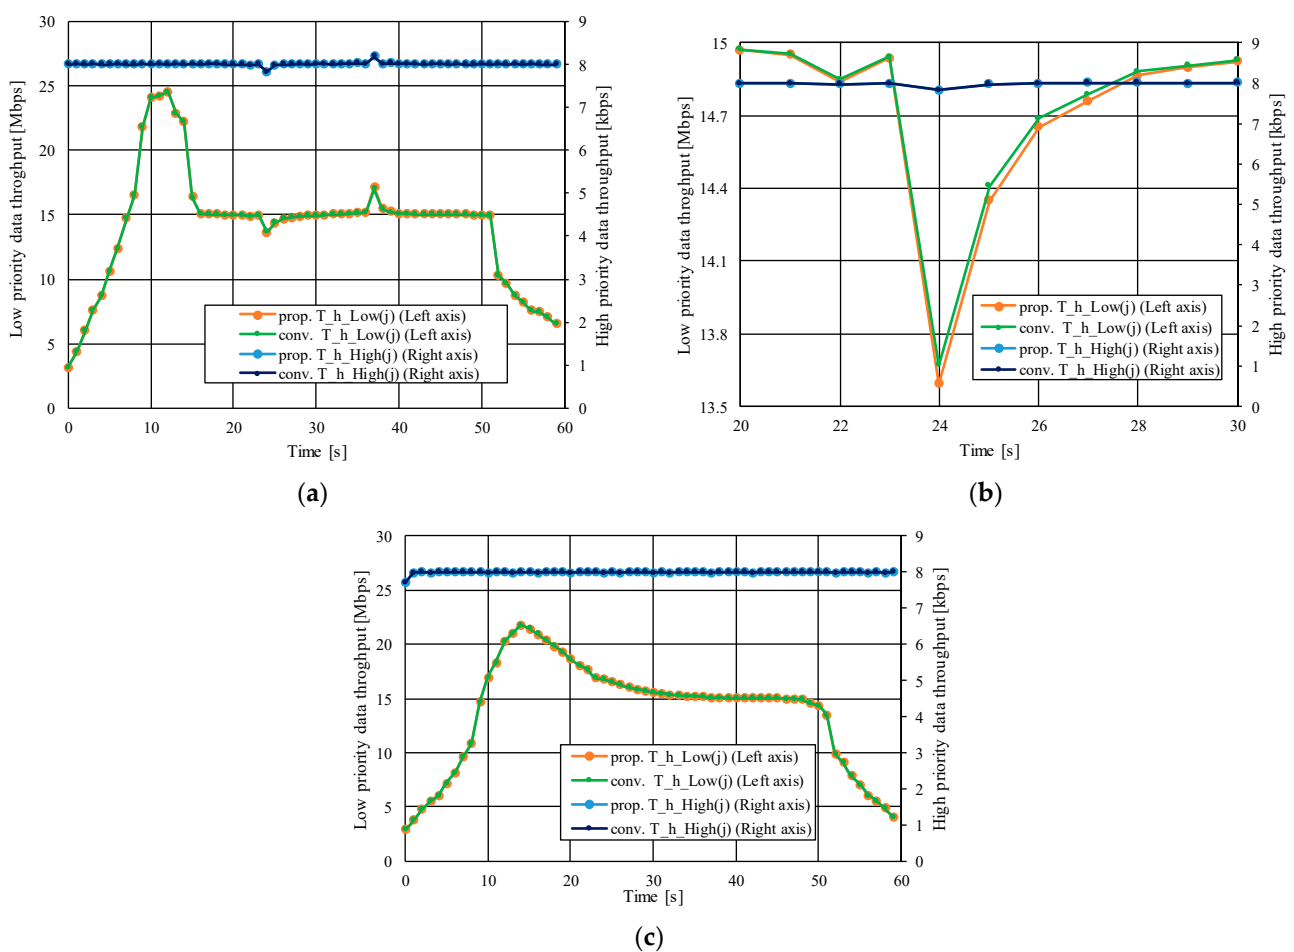 30
25
20
15
10
5
0
9
8
7
6
5
4
3
2
1
0
0
10
20
30
40
50
60
Low priority data throghput [Mbps]
High priority data throughput [kbps]
Time [s]
prop. T_h_Low(j) (Left axis)
conv. T_h_Low(j) (Left axis)
prop. T_h_High(j) (Right axis)
conv. T_h_High(j) (Right axis)
(a)
15
14.7
14.4
14.1
13.8
13.5
9
8
7
6
5
4
3
2
1
0
20
22
24
26
28
30
Low priority data throghput [Mbps]
High priority data throughput [kbps]
Time [s]
prop. T_h_Low(j) (Left axis)
conv. T_h_Low(j) (Left axis)
prop. T_h_High(j) (Right axis)
conv. T_h_High(j) (Right axis)
(b)
30
25
20
15
10
5
0
9
8
7
6
5
4
3
2
1
0
0
10
20
30
40
50
60
Low priority data throghput [Mbps]
High priority data throughput [kbps]
Time [s]
prop. T_h_Low(j) (Left axis)
conv. T_h_Low(j) (Left axis)
prop. T_h_High(j) (Right axis)
conv. T_h_High(j) (Right axis)
(c)